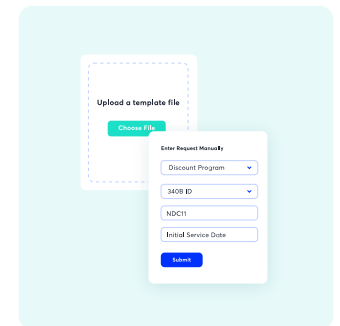 Upload a template file
Choose File
Enter Request Manually
Discount Program
340B ID
NDC11
Initial Service Date
Submit